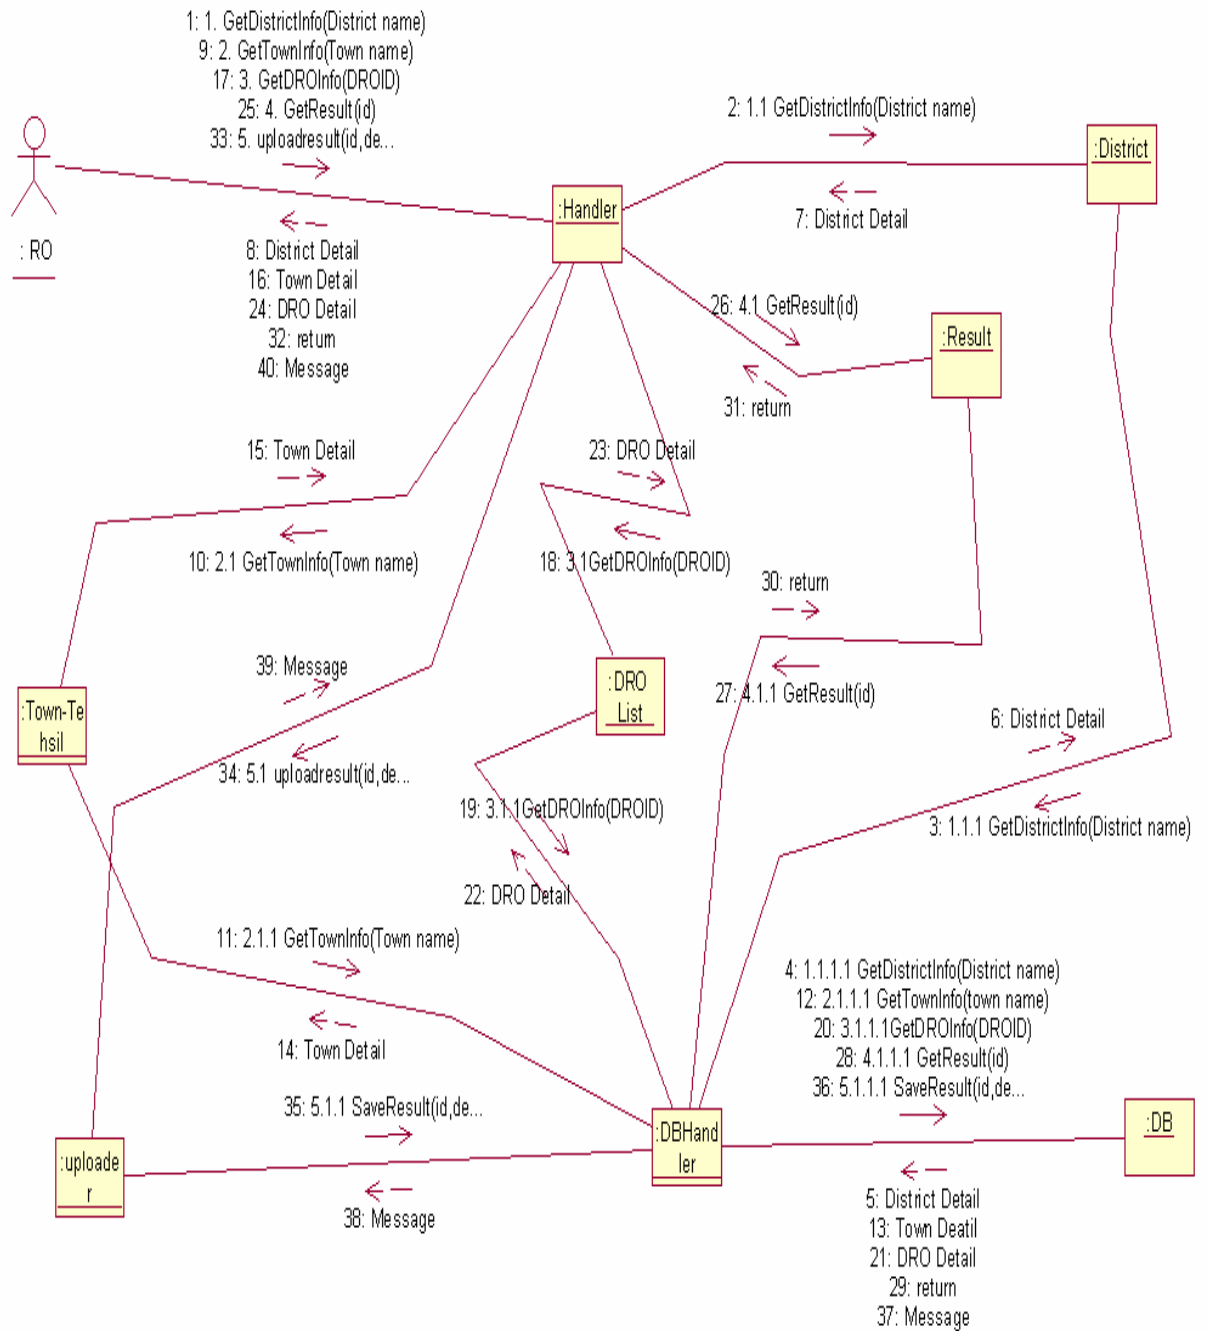 1: 1. GetDistrictInfo(District name)
9: 2. GetTownInfo(Town name)
17: 3. GetDROInfo(DROID)
25: 4. GetResult(id)
33: 5. uploadresult(id,de...
2: 1.1 GetDistrictInfo(District name)
:District
:Handler
7: District Detail
: RO
8: District Detail
16: Town Detail
24: DRO Detail
32: return
40: Message
26: 4.1 GetResult(id)
:Result
31: return
15: Town Detail
23: DRO Detail
10: 2.1 GetTownInfo(Town name)
18: 3.1GetDROInfo(DROID)
30: return
39: Message
:DRO
List
27: 4.1.1 GetResult(id)
:Town-Te
hsil
6: District Detail
34: 5.1 uploadresult(id,de...
19: 3.1.1GetDROInfo(DROID)
3: 1.1.1 GetDistrictInfo(District name)
22: DRO Detail
11: 2.1.1 GetTownInfo(Town name)
4: 1.1.1.1 GetDistrictInfo(District name)
12: 2.1.1.1 GetTownInfo(town name)
20: 3.1.1.1GetDROInfo(DROID)
28: 4.1.1.1 GetResult(id)
36: 5.1.1.1 SaveResult(id,de...
14: Town Detail
35: 5.1.1 SaveResult(id,de...
:DBHand
ler
:DB
:uploade
r
38: Message
5: District Detail
13: Town Deatil
21: DRO Detail
29: return
37: Message